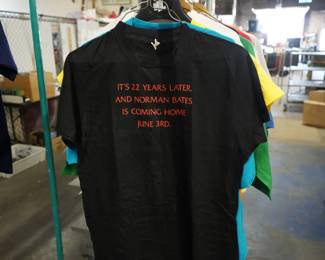 IT'S 22 YEARS LATER,
AND NORMAN BATES
IS COMING HOME
JUNE 3RD.